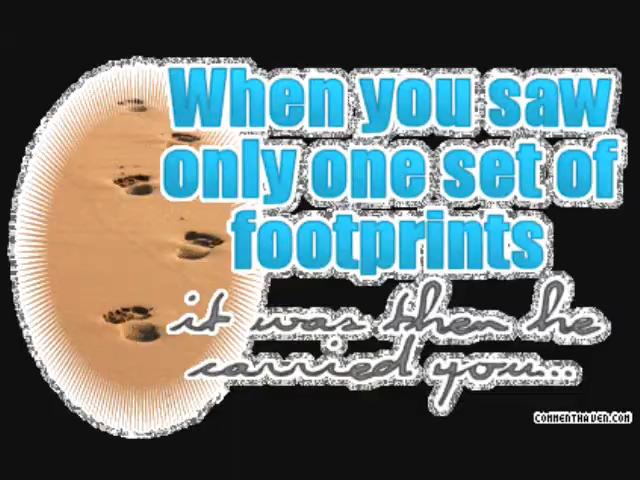 When you saw
only one set of
footprints
it was then he
carried you...
COMMENTHAVEN.COM